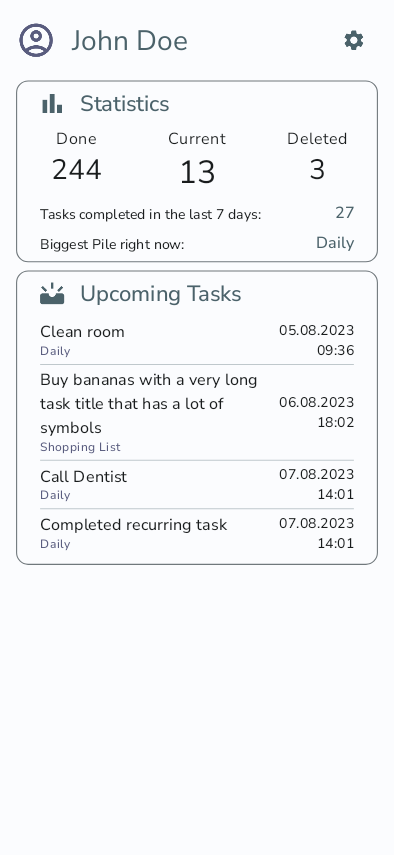 John Doe
Statistics
Done Current Deleted
244 13 3
Tasks completed in the last 7 days: 27
Biggest Pile right now: Daily
Upcoming Tasks
Clean room 05.08.2023
Daily 09:36
Buy bananas with a very long
task title that has a lot of 06.08.2023
symbols 18:02
Shopping List
Call Dentist 07.08.2023
Daily 14:01
Completed recurring task 07.08.2023
Daily 14:01